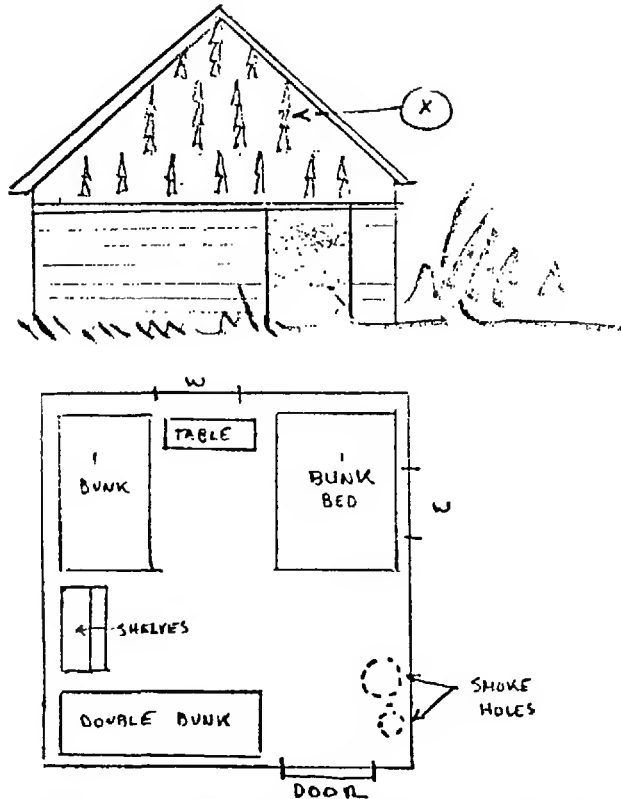 X
W
TABLE
1
BUNK
1
BUNK
BED
W
SHELVES
SMOKE
HOLES
DOUBLE BUNK
DOOR